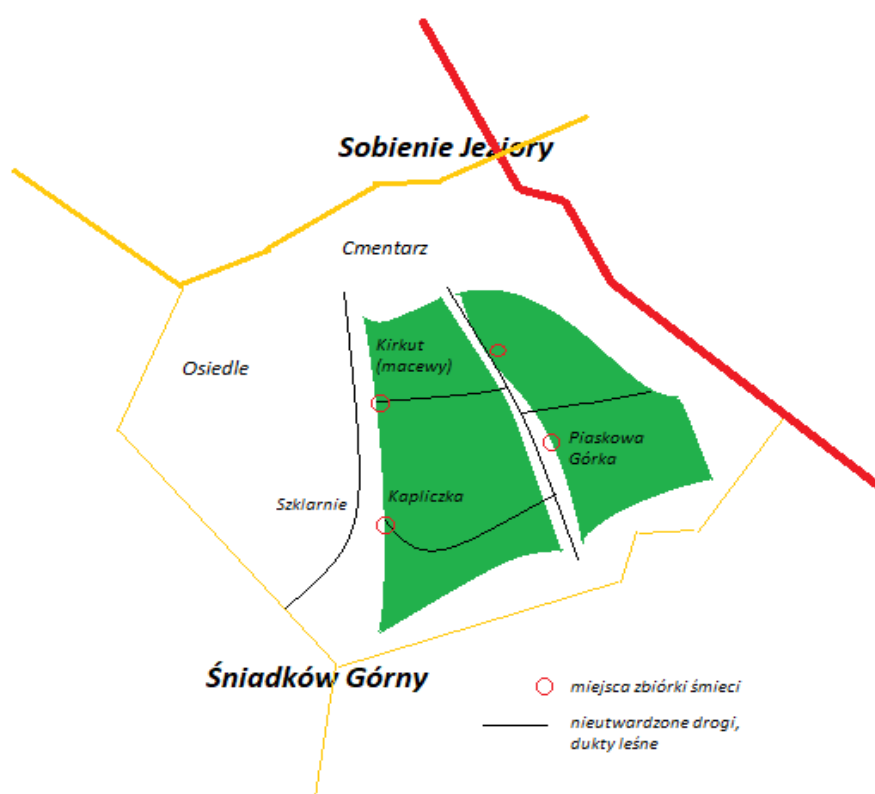 Sobienie Jeziory
Cmentarz
Kirkut
(macewy)
Osiedle
Piaskowa
Górka
Szklarnie
Kapliczka
Śniadków Górny
miejsca zbiórki śmieci
nieutwardzone drogi,
dukty leśne